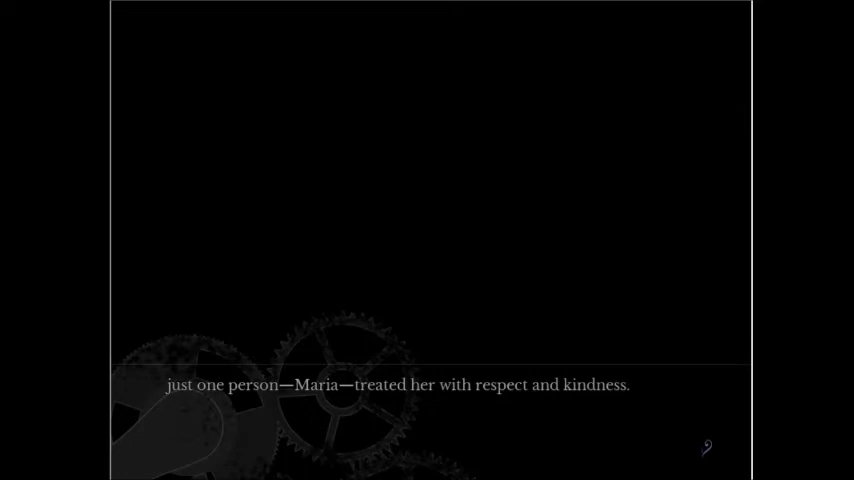 just one person—Maria—treated her with respect and kindness.